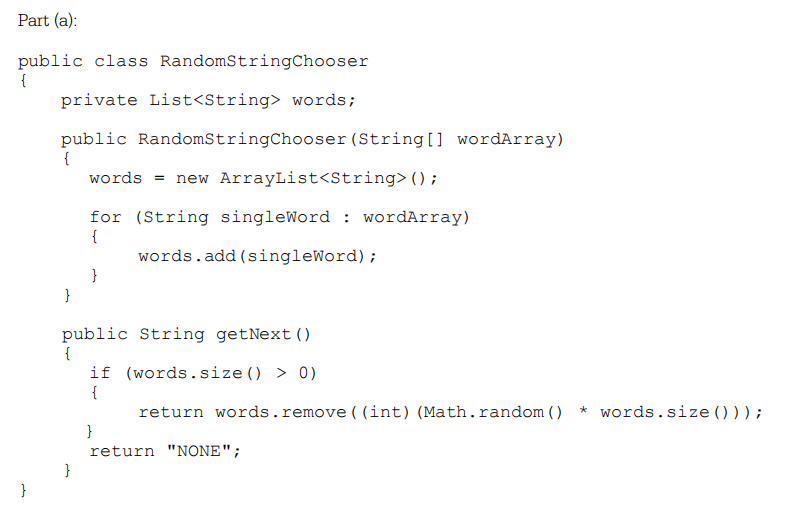 Part (a):
public class RandomStringChooser
{
private List<String> words;
public RandomStringChooser(String[] wordArray)
{
words = new ArrayList<String>();
for (String singleWord : wordArray)
{
words.add(singleWord);
}
}
public String getNext()
{
if (words.size() > 0)
{
return words.remove((int)(Math.random() * words.size()));
}
return "NONE";
}
}